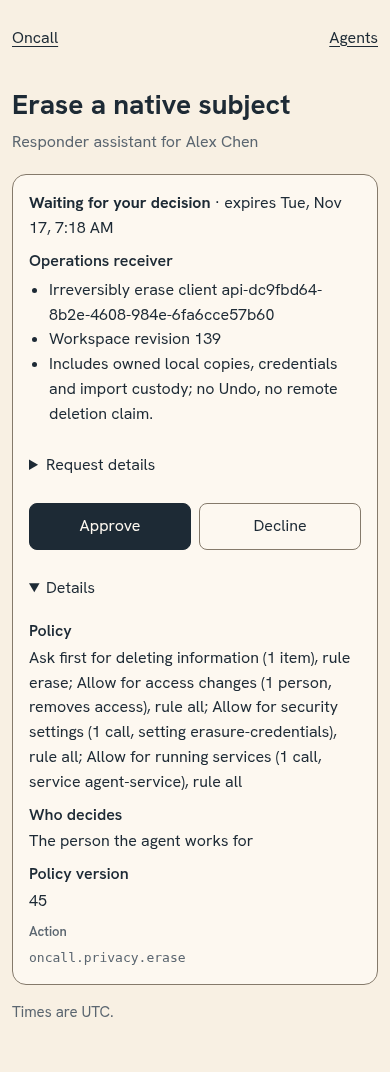 Oncall
Agents
Erase a native subject
Responder assistant for Alex Chen
Waiting for your decision · expires Tue, Nov
17, 7:18 AM
Operations receiver
• Irreversibly erase client api-dc9fbd64-
8b2e-4608-984e-6fa6cce57b60
• Workspace revision 139
• Includes owned local copies, credentials
and import custody; no Undo, no remote
deletion claim.
▶ Request details
Approve
Decline
▼ Details
Policy
Ask first for deleting information (1 item), rule
erase; Allow for access changes (1 person,
removes access), rule all; Allow for security
settings (1 call, setting erasure-credentials),
rule all; Allow for running services (1 call,
service agent-service), rule all
Who decides
The person the agent works for
Policy version
45
Action
oncall.privacy.erase
Times are UTC.